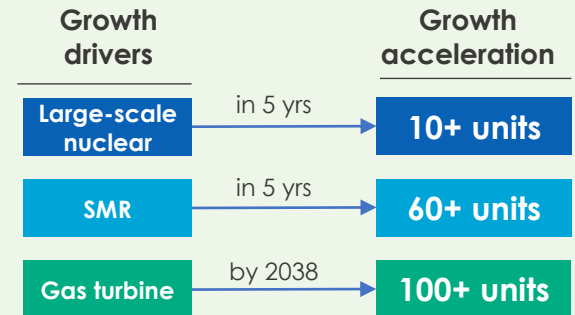 Growth
drivers
Growth
acceleration
Large-scale
nuclear
in 5 yrs
10+ units
SMR
in 5 yrs
60+ units
Gas turbine
by 2038
100+ units